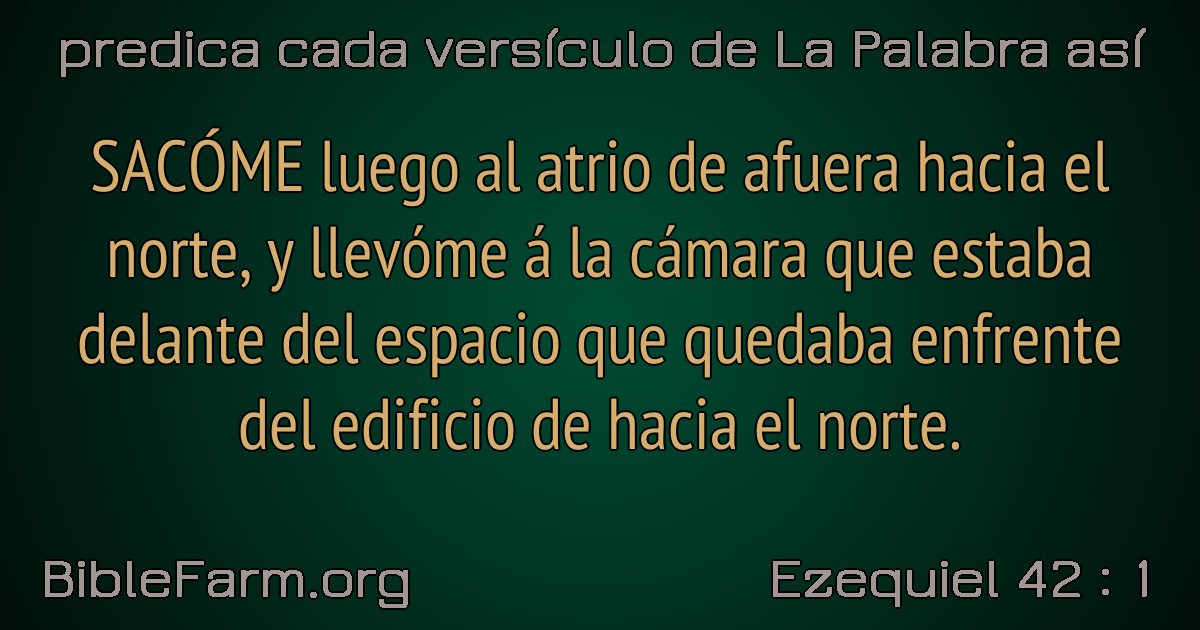 predica cada versículo de La Palabra así
SACÓME luego al atrio de afuera hacia el
norte, y llevóme á la cámara que estaba
delante del espacio que quedaba enfrente
del edificio de hacia el norte.
BibleFarm.org
Ezequiel 42 : 1